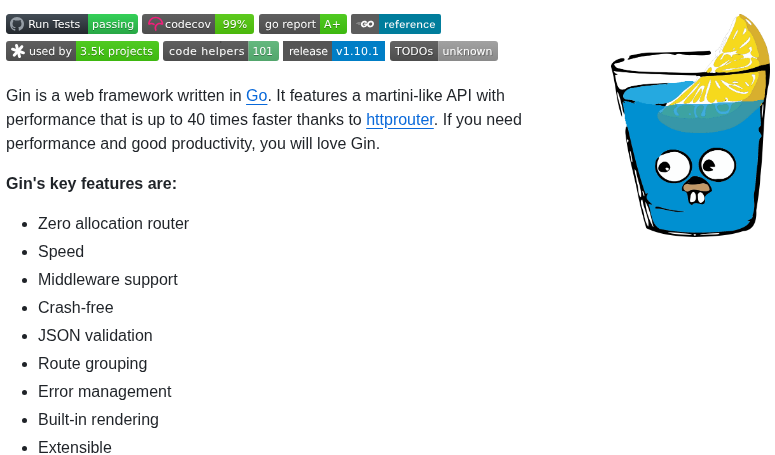 Run Tests passing codecov 99% go report A+ GO reference
used by 3.5k projects code helpers 101 release v1.10.1 TODOs unknown
Gin is a web framework written in Go. It features a martini-like API with
performance that is up to 40 times faster thanks to httprouter. If you need
performance and good productivity, you will love Gin.
Gin's key features are:
• Zero allocation router
• Speed
• Middleware support
• Crash-free
• JSON validation
• Route grouping
• Error management
• Built-in rendering
• Extensible